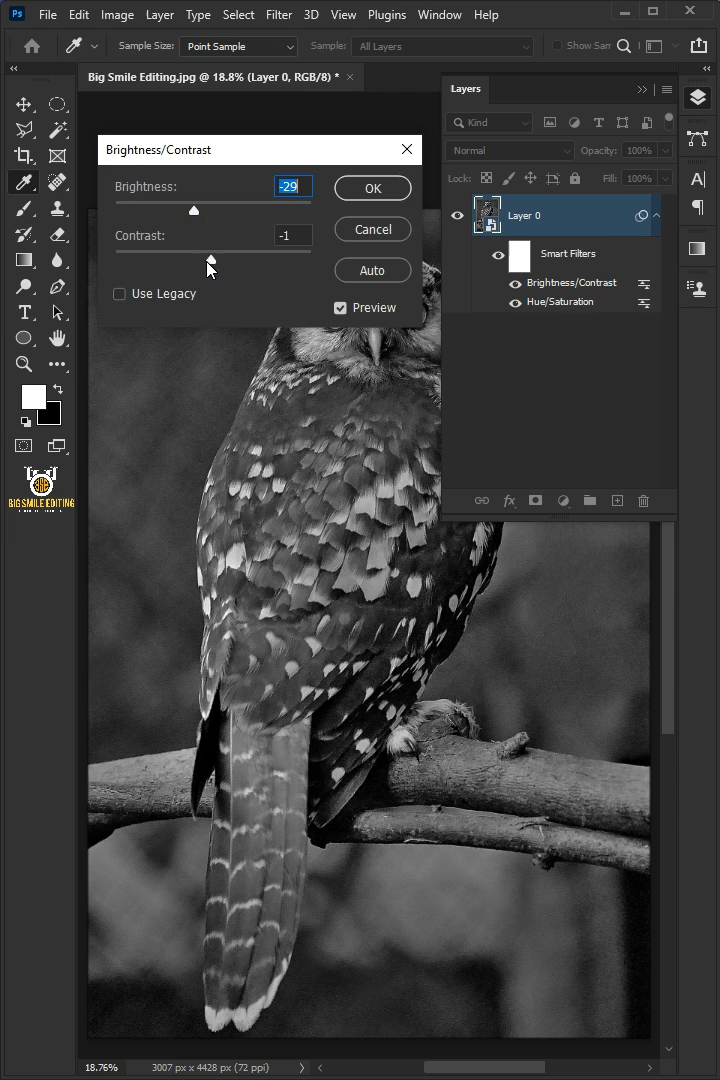 Ps File Edit Image Layer Type Select Filter 3D View Plugins Window Help
Sample Size: Point Sample Sample: All Layers Show Sam
Big Smile Editing.jpg @ 18.8% (Layer 0, RGB/8) *
Layers
Kind
Normal Opacity: 100%
Lock: Fill: 100%
Layer 0
Smart Filters
Brightness/Contrast
Hue/Saturation
Brightness/Contrast
Brightness: -29
OK
Contrast: -1
Cancel
Auto
Use Legacy
Preview
BIG SMILE EDITING
18.76% 3007 px x 4428 px (72 ppi)